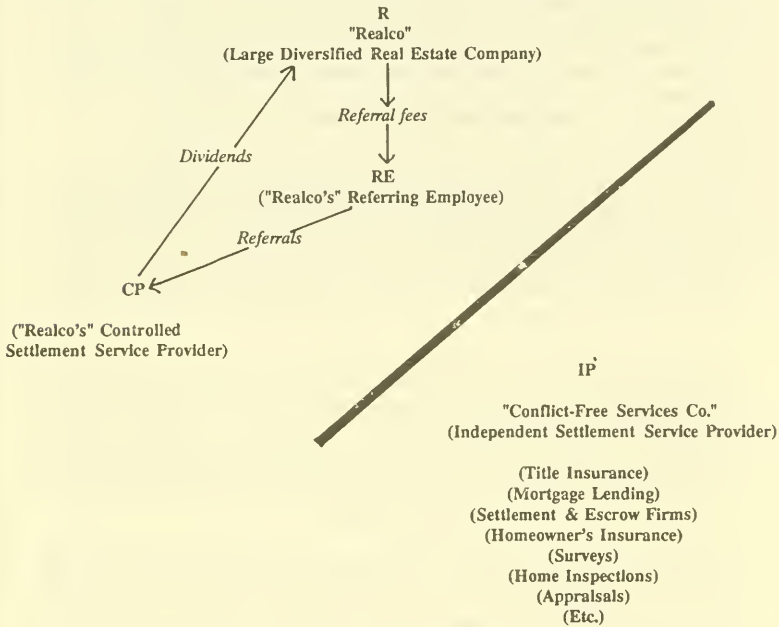 R
"Realco"
(Large Diversified Real Estate Company)
Referral fees
Dividends
RE
("Realco's" Referring Employee)
Referrals
CP
("Realco's" Controlled
Settlement Service Provider)
IP
"Conflict-Free Services Co."
(Independent Settlement Service Provider)
(Title Insurance)
(Mortgage Lending)
(Settlement & Escrow Firms)
(Homeowner's Insurance)
(Surveys)
(Home Inspections)
(Appraisals)
(Etc.)